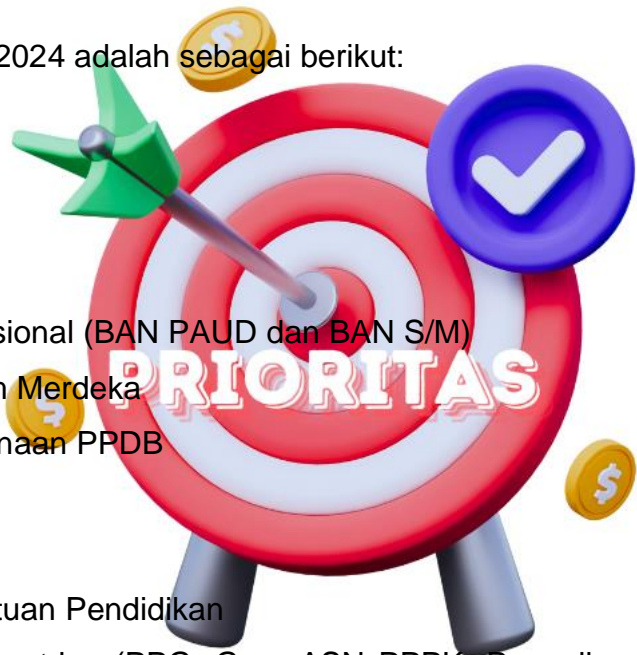 2024 adalah sebagai berikut:
sional (BAN PAUD dan BAN S/M)
n Merdeka
PRIORITAS
naan PPDB
tuan Pendidikan